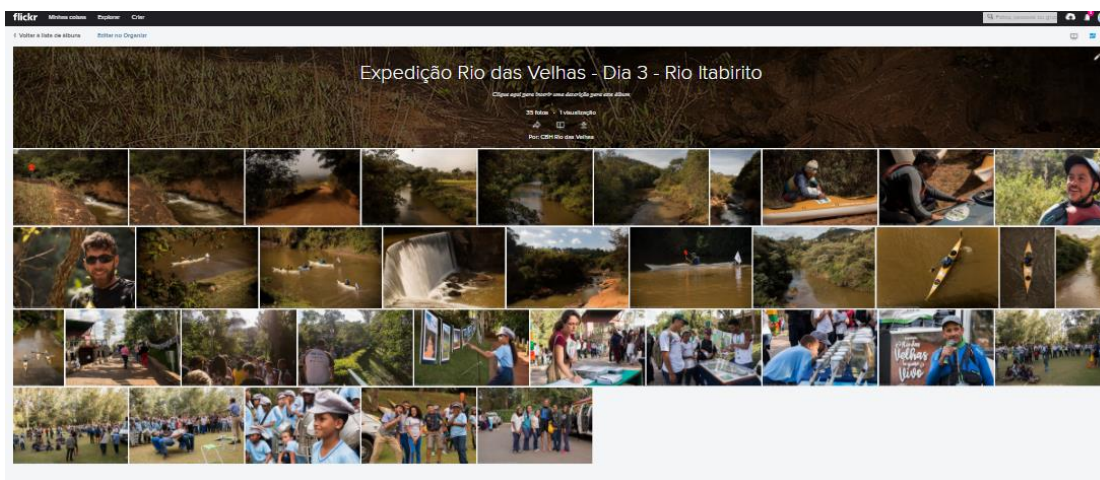 flickr Minhas coisas Explorar Criar
Voltar a lista de álbuns Editar no Organizar
Expedição Rio das Velhas - Dia 3 - Rio Itabirito
Clique aqui para inserir uma descrição para este álbum
35 fotos 1 visualização
Por: CBH Rio das Velhas
Velhas
Vivo